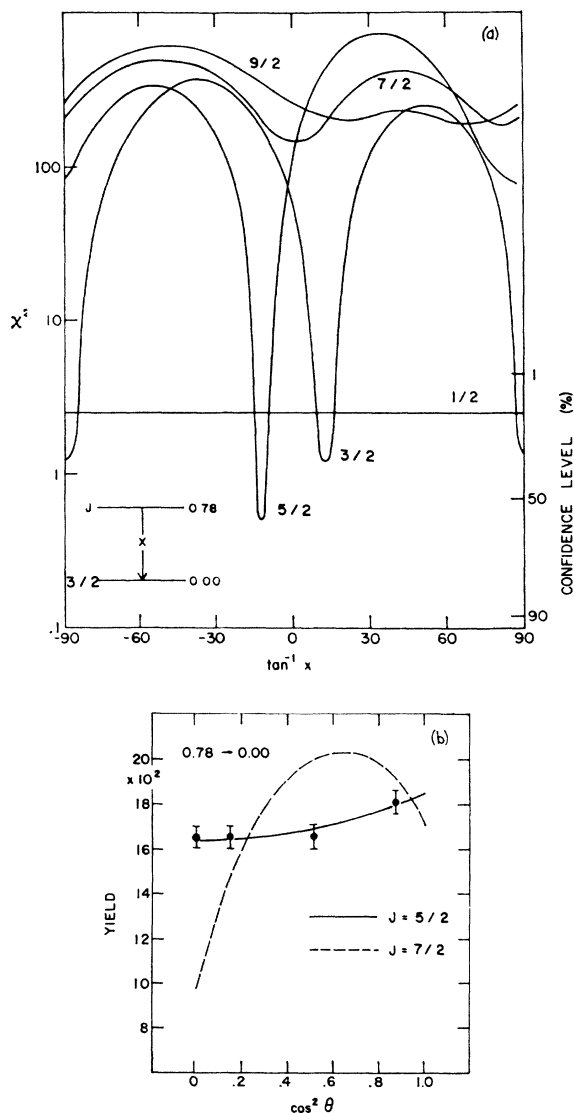 (a)
9/2
7/2
100
χ²
10
1
1/2
3/2
1
50
5/2
CONFIDENCE LEVEL (%)
J 0.78
x
3/2 0.00
90
.1
-90 -60 -30 0 30 60 90
tan⁻¹ x
(b)
0.78 → 0.00
20
x 10²
18
16
14
12
10
8
YIELD
J = 5/2
J = 7/2
0 .2 .4 .6 .8 1.0
cos² θ